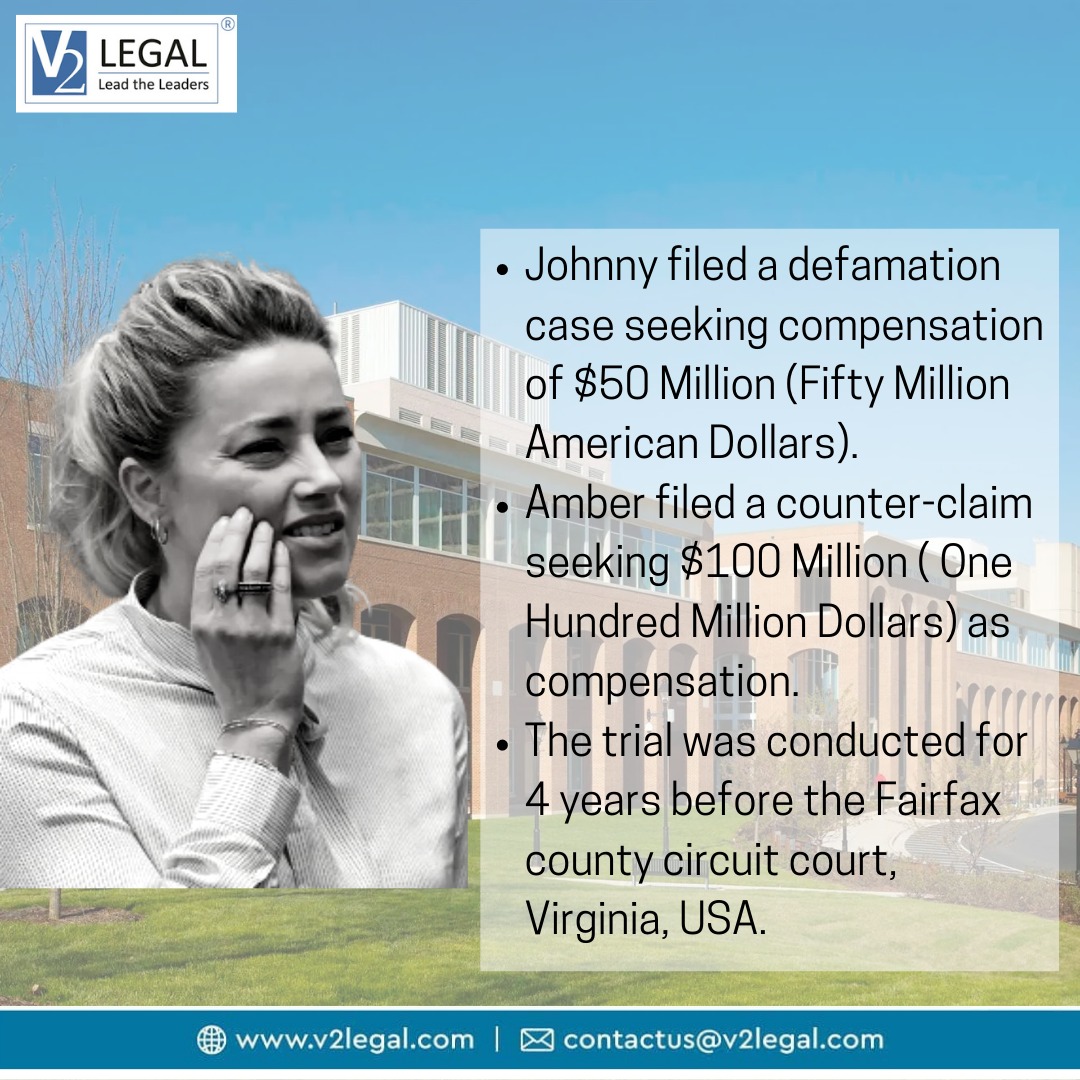 V2 LEGAL ®
Lead the Leaders
• Johnny filed a defamation
case seeking compensation
of $50 Million (Fifty Million
American Dollars).
• Amber filed a counter-claim
seeking $100 Million ( One
Hundred Million Dollars) as
compensation.
• The trial was conducted for
4 years before the Fairfax
county circuit court,
Virginia, USA.
www.v2legal.com | contactus@v2legal.com